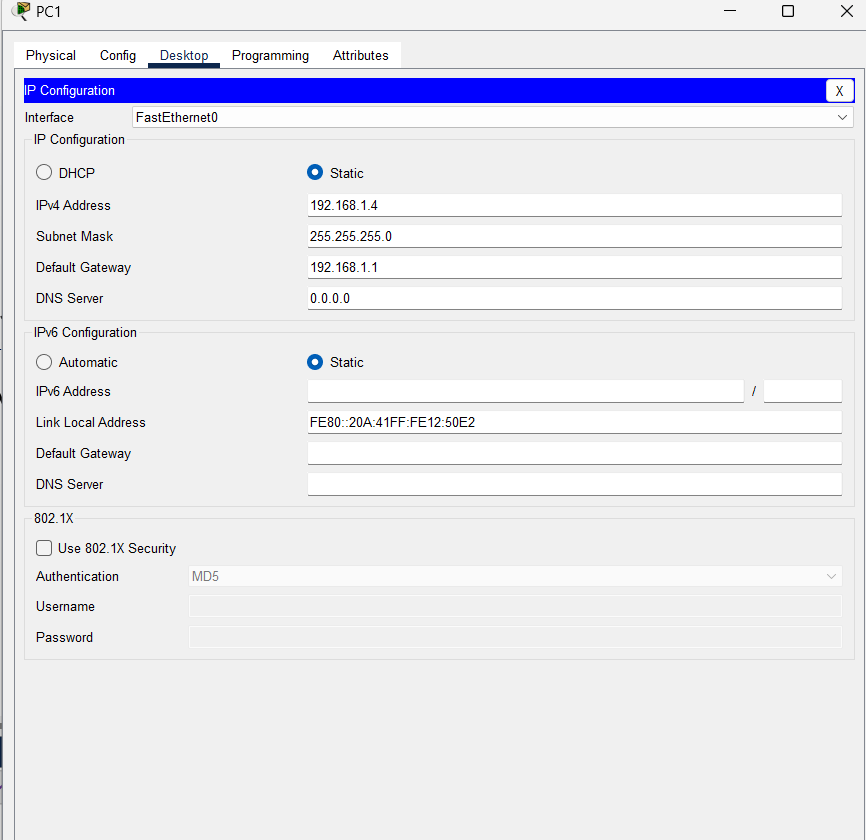 PC1
Physical Config Desktop Programming Attributes
IP Configuration X
Interface FastEthernet0
IP Configuration
DHCP Static
IPv4 Address 192.168.1.4
Subnet Mask 255.255.255.0
Default Gateway 192.168.1.1
DNS Server 0.0.0.0
IPv6 Configuration
Automatic Static
IPv6 Address /
Link Local Address FE80::20A:41FF:FE12:50E2
Default Gateway
DNS Server
802.1X
Use 802.1X Security
Authentication MD5
Username
Password